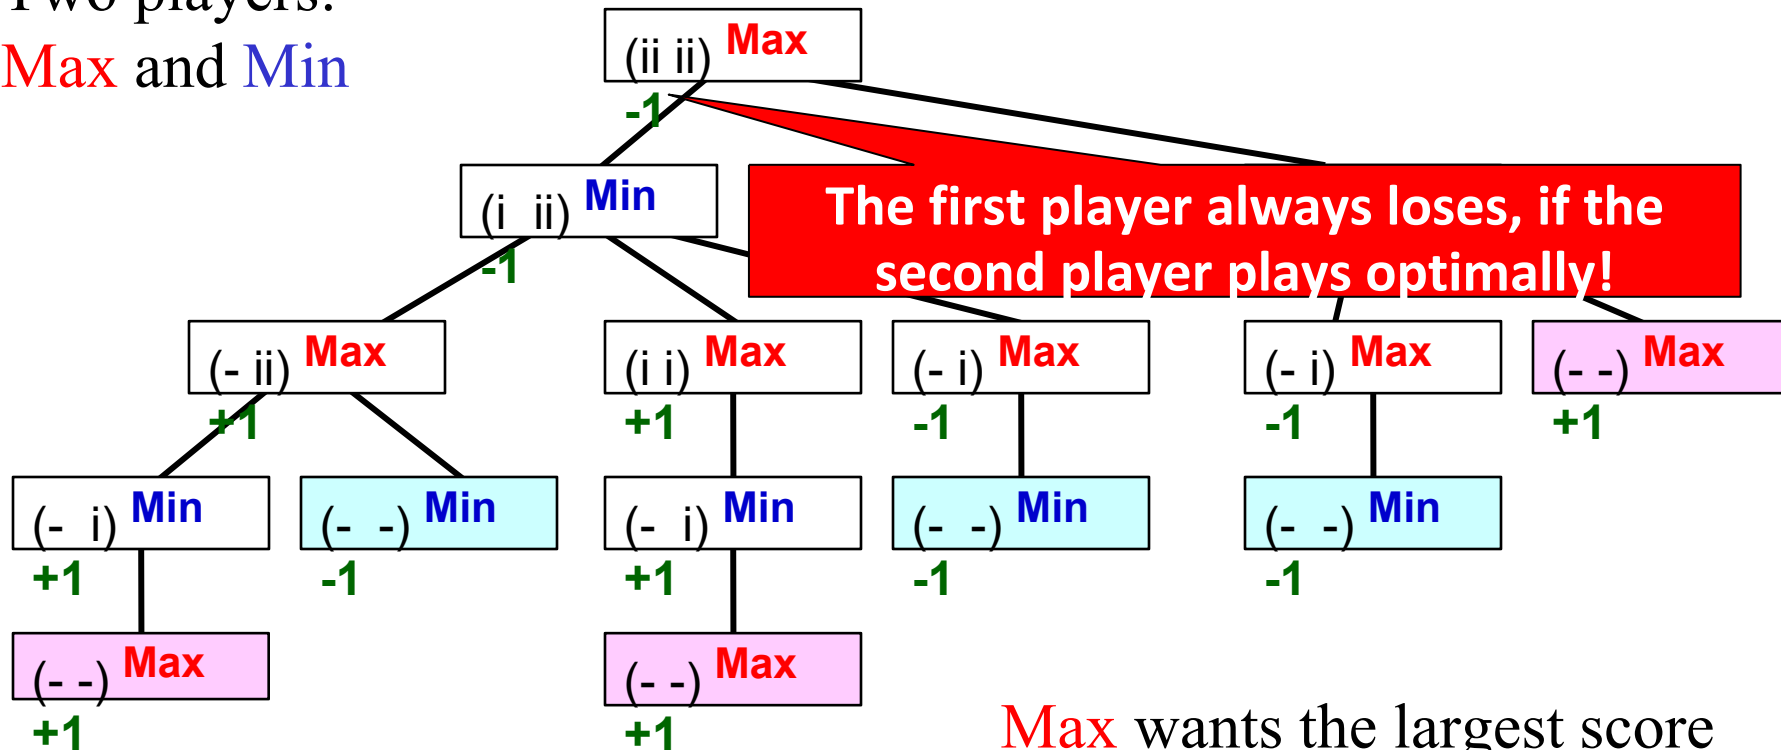 Two players:
Max and Min
(ii ii) Max
-1
(i ii) Min
-1
The first player always loses, if the
second player plays optimally!
(- ii) Max
+1
(i i) Max
+1
(- i) Max
-1
(- i) Max
-1
(- -) Max
+1
(- i) Min
+1
(- -) Min
-1
(- i) Min
+1
(- -) Min
-1
(- -) Min
-1
(- -) Max
+1
(- -) Max
+1
Max wants the largest score